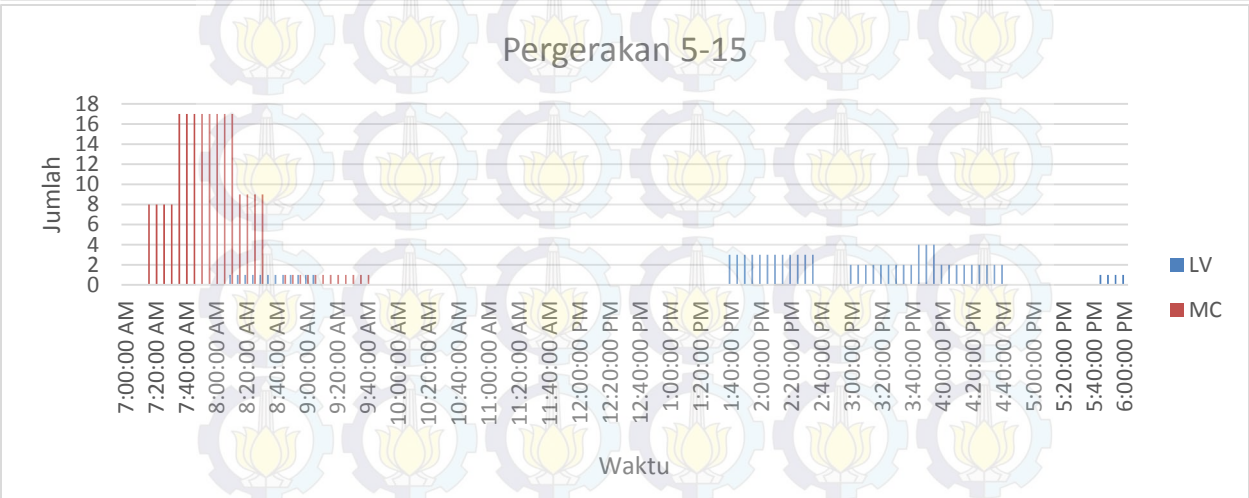 Pergerakan 5-15
Jumlah
18
16
14
12
10
8
6
4
2
0
7:00:00 AM
7:20:00 AM
7:40:00 AM
8:00:00 AM
8:20:00 AM
8:40:00 AM
9:00:00 AM
9:20:00 AM
9:40:00 AM
10:00:00 AM
10:20:00 AM
10:40:00 AM
11:00:00 AM
11:20:00 AM
11:40:00 AM
12:00:00 PM
12:20:00 PM
12:40:00 PM
1:00:00 PM
1:20:00 PM
1:40:00 PM
2:00:00 PM
2:20:00 PM
2:40:00 PM
3:00:00 PM
3:20:00 PM
3:40:00 PM
4:00:00 PM
4:20:00 PM
4:40:00 PM
5:00:00 PM
5:20:00 PM
5:40:00 PM
6:00:00 PM
Waktu
LV
MC